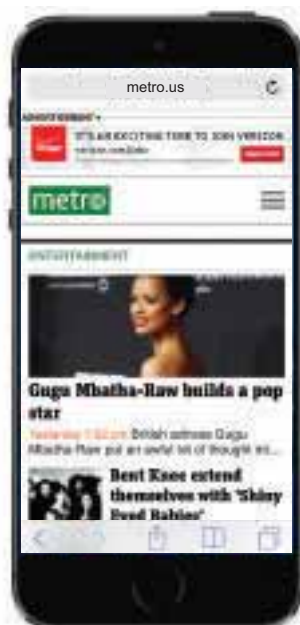 metro.us
ADVERTISEMENT
IT'S AN EXCITING TIME TO JOIN VERIZON
metro
ENTERTAINMENT
Gugu Mbatha-Raw builds a pop
star
Yesterday British actress Gugu
Mbatha-Raw put an awful lot of thought
Bent Knee extend
themselves with 'Shiny
Eyed Babies'